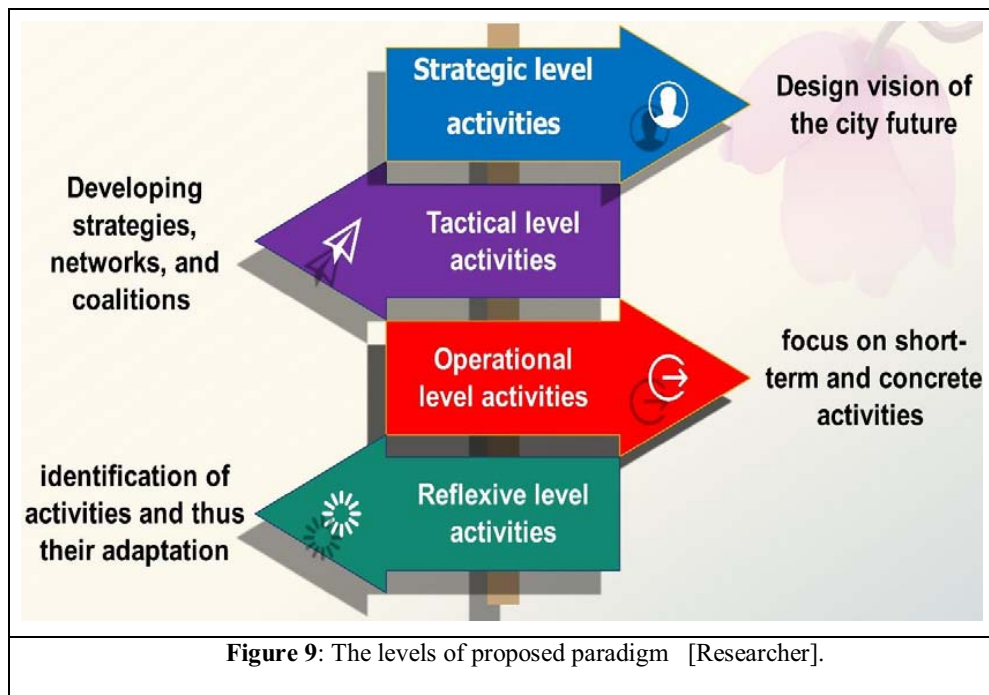 Strategic level
activities
Design vision of
the city future
Developing
strategies,
networks, and
coalitions
Tactical level
activities
Operational
level activities
focus on short-
term and concrete
activities
identification of
activities and thus
their adaptation
Reflexive level
activities
Figure 9: The levels of proposed paradigm [Researcher].